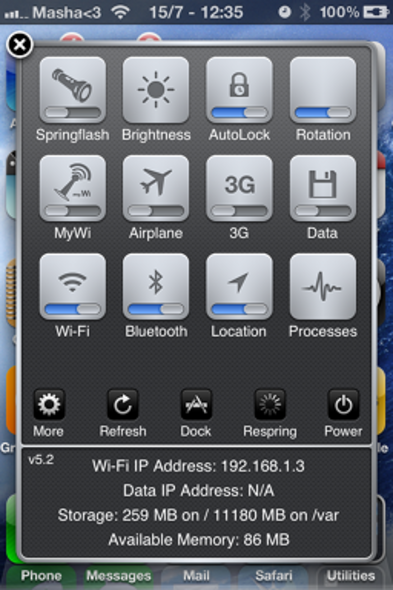 Masha<3 15/7 - 12:35 100%
Springflash Brightness AutoLock Rotation
3G
MyWi Airplane 3G Data
Wi-Fi Bluetooth Location Processes
More Refresh Dock Respring Power
v5.2
Wi-Fi IP Address: 192.168.1.3
Data IP Address: N/A
Storage: 259 MB on / 11180 MB on /var
Available Memory: 86 MB
Phone Messages Mail Safari Utilities